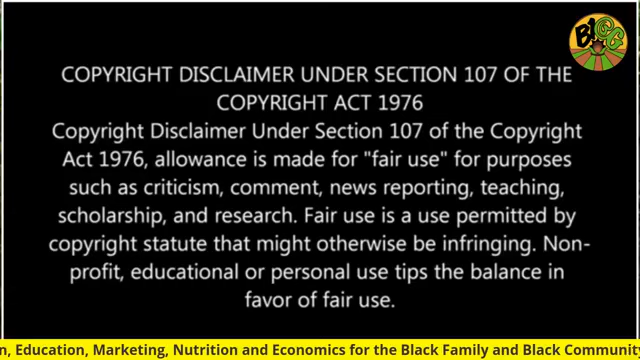 BIGG
COPYRIGHT DISCLAIMER UNDER SECTION 107 OF THE
COPYRIGHT ACT 1976
Copyright Disclaimer Under Section 107 of the Copyright
Act 1976, allowance is made for "fair use" for purposes
such as criticism, comment, news reporting, teaching,
scholarship, and research. Fair use is a use permitted by
copyright statute that might otherwise be infringing. Non-
profit, educational or personal use tips the balance in
favor of fair use.
n, Education, Marketing, Nutrition and Economics for the Black Family and Black Community